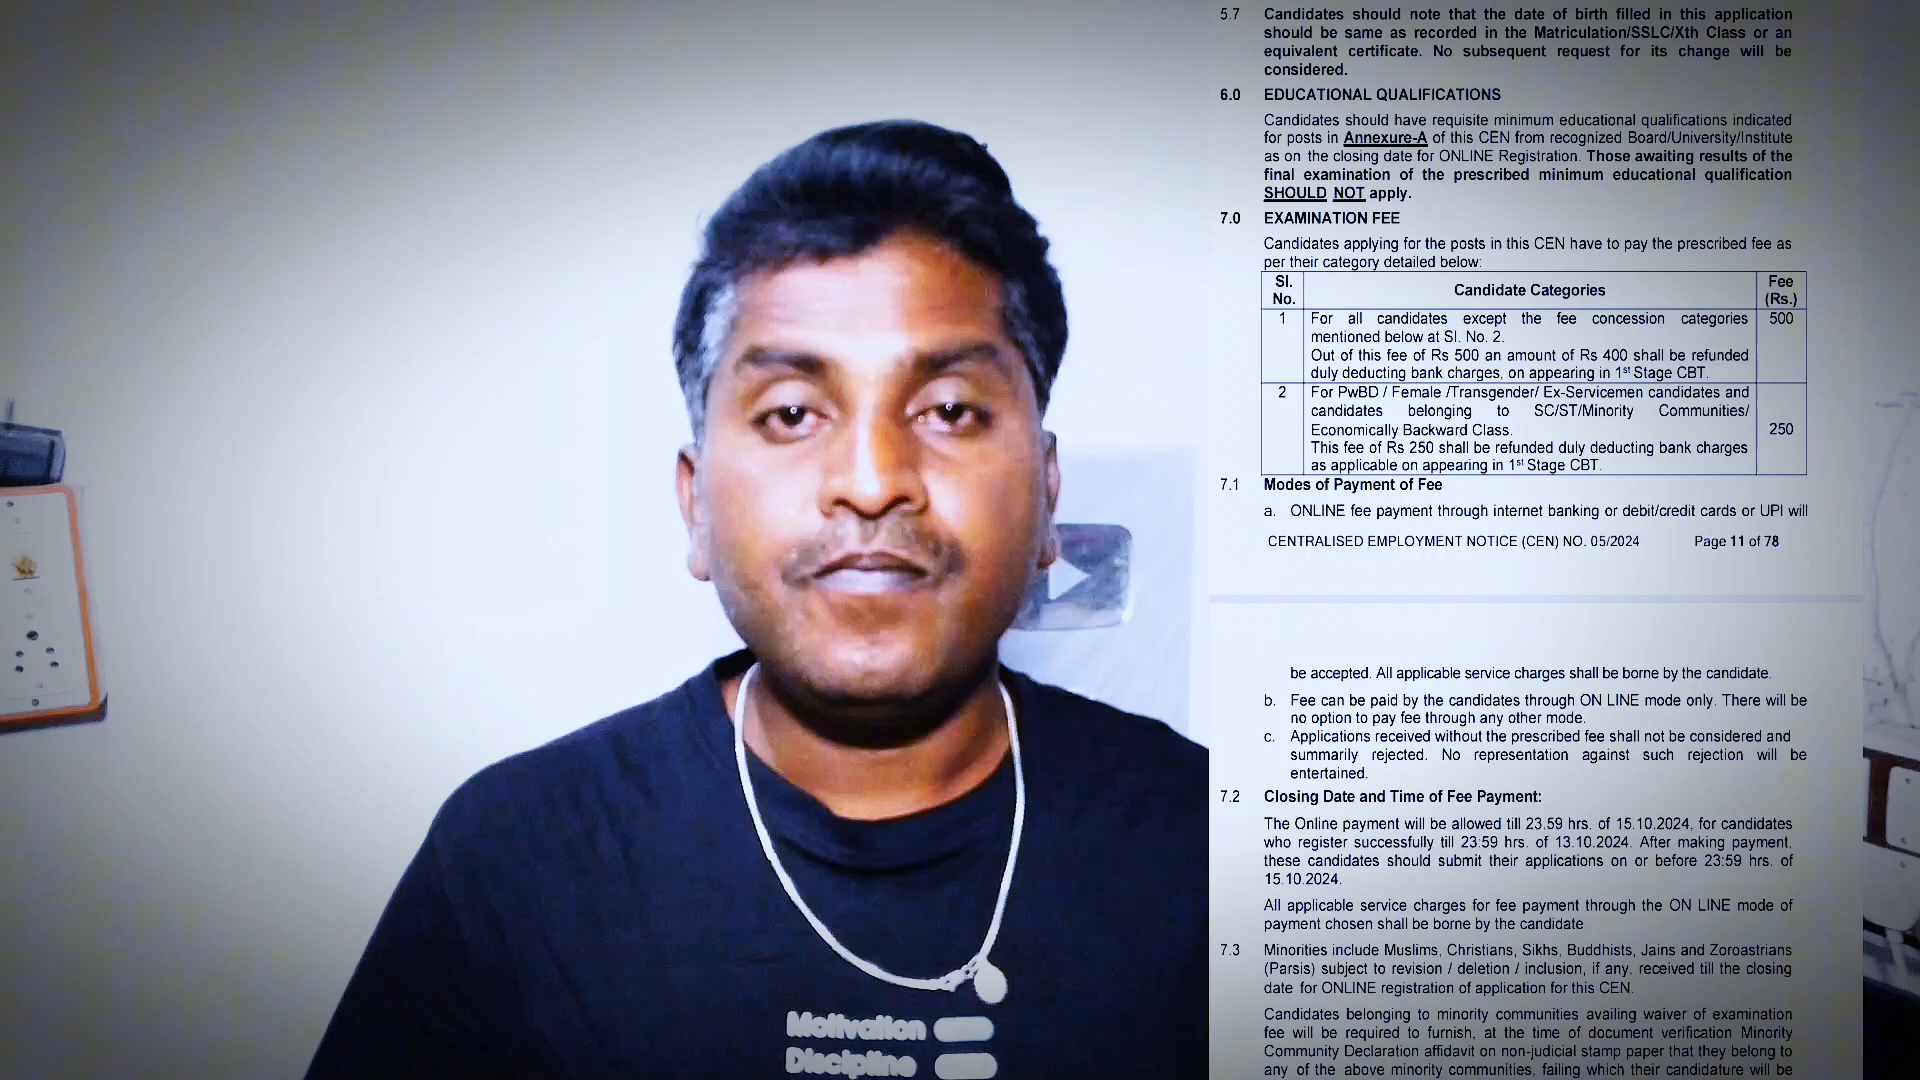 5.7 Candidates should note that the date of birth filled in this application
should be same as recorded in the Matriculation/SSLC/Xth Class or an
equivalent certificate. No subsequent request for its change will be
considered.
6.0 EDUCATIONAL QUALIFICATIONS
Candidates should have requisite minimum educational qualifications indicated
for posts in Annexure-A of this CEN from recognized Board/University/Institute
as on the closing date for ONLINE Registration. Those awaiting results of the
final examination of the prescribed minimum educational qualification
SHOULD NOT apply.
7.0 EXAMINATION FEE
Candidates applying for the posts in this CEN have to pay the prescribed fee as
per their category detailed below:
Sl. No. Candidate Categories Fee (Rs.)
1 For all candidates except the fee concession categories 500
mentioned below at Sl. No. 2.
Out of this fee of Rs 500 an amount of Rs 400 shall be refunded
duly deducting bank charges, on appearing in 1st Stage CBT.
2 For PwBD / Female /Transgender/ Ex-Servicemen candidates and
candidates belonging to SC/ST/Minority Communities/
Economically Backward Class. 250
This fee of Rs 250 shall be refunded duly deducting bank charges
as applicable on appearing in 1st Stage CBT.
7.1 Modes of Payment of Fee
a. ONLINE fee payment through internet banking or debit/credit cards or UPI will
CENTRALISED EMPLOYMENT NOTICE (CEN) NO. 05/2024 Page 11 of 78
be accepted. All applicable service charges shall be borne by the candidate.
b. Fee can be paid by the candidates through ON LINE mode only. There will be
no option to pay fee through any other mode.
c. Applications received without the prescribed fee shall not be considered and
summarily rejected. No representation against such rejection will be
entertained.
7.2 Closing Date and Time of Fee Payment:
The Online payment will be allowed till 23.59 hrs. of 15.10.2024, for candidates
who register successfully till 23:59 hrs. of 13.10.2024. After making payment,
these candidates should submit their applications on or before 23:59 hrs. of
15.10.2024.
All applicable service charges for fee payment through the ON LINE mode of
payment chosen shall be borne by the candidate
7.3 Minorities include Muslims, Christians, Sikhs, Buddhists, Jains and Zoroastrians
(Parsis) subject to revision / deletion / inclusion, if any, received till the closing
date for ONLINE registration of application for this CEN.
Candidates belonging to minority communities availing waiver of examination
fee will be required to furnish, at the time of document verification Minority
Community Declaration affidavit on non-judicial stamp paper that they belong to
any of the above minority communities, failing which their candidature will be
Motivation
Discipline